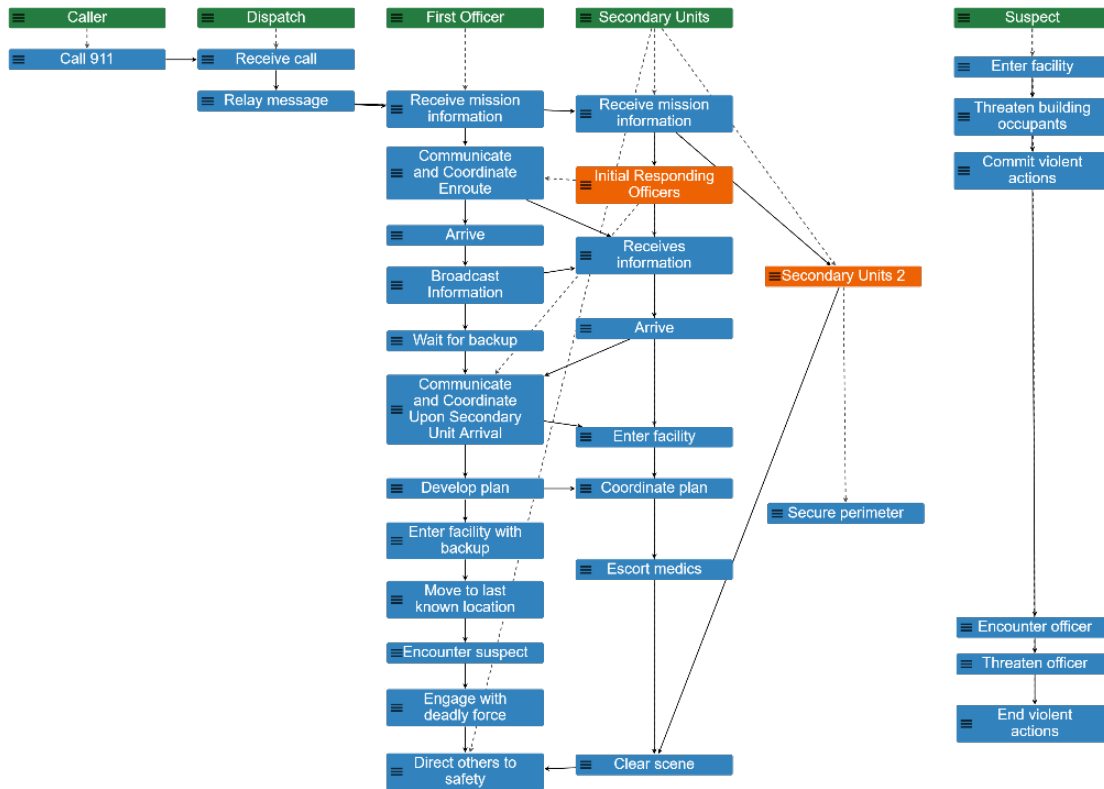 Caller
Dispatch
First Officer
Secondary Units
Suspect
Call 911
Receive call
Enter facility
Relay message
Receive mission
information
Receive mission
information
Threaten building
occupants
Communicate
and Coordinate
Enroute
Initial Responding
Officers
Commit violent
actions
Arrive
Receives
information
Broadcast
Information
Secondary Units 2
Wait for backup
Arrive
Communicate
and Coordinate
Upon Secondary
Unit Arrival
Enter facility
Develop plan
Coordinate plan
Secure perimeter
Enter facility with
backup
Escort medics
Move to last
known location
Encounter officer
Encounter suspect
Threaten officer
Engage with
deadly force
End violent
actions
Direct others to
safety
Clear scene